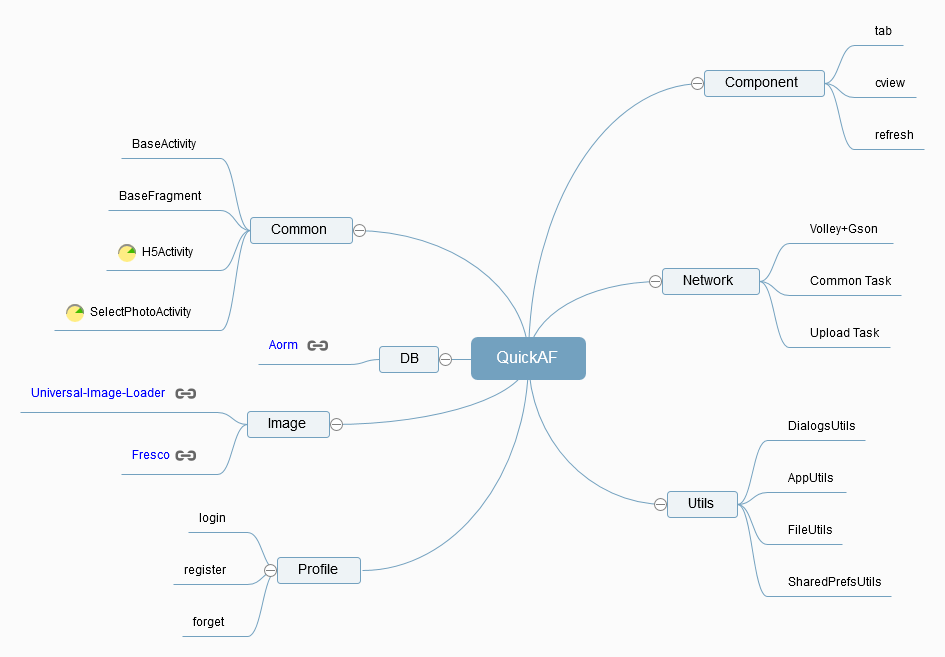 QuickAF
Component
tab
cview
refresh
Network
Volley+Gson
Common Task
Upload Task
Utils
DialogsUtils
AppUtils
FileUtils
SharedPrefsUtils
Common
BaseActivity
BaseFragment
H5Activity
SelectPhotoActivity
DB
Aorm
Image
Universal-Image-Loader
Fresco
Profile
login
register
forget